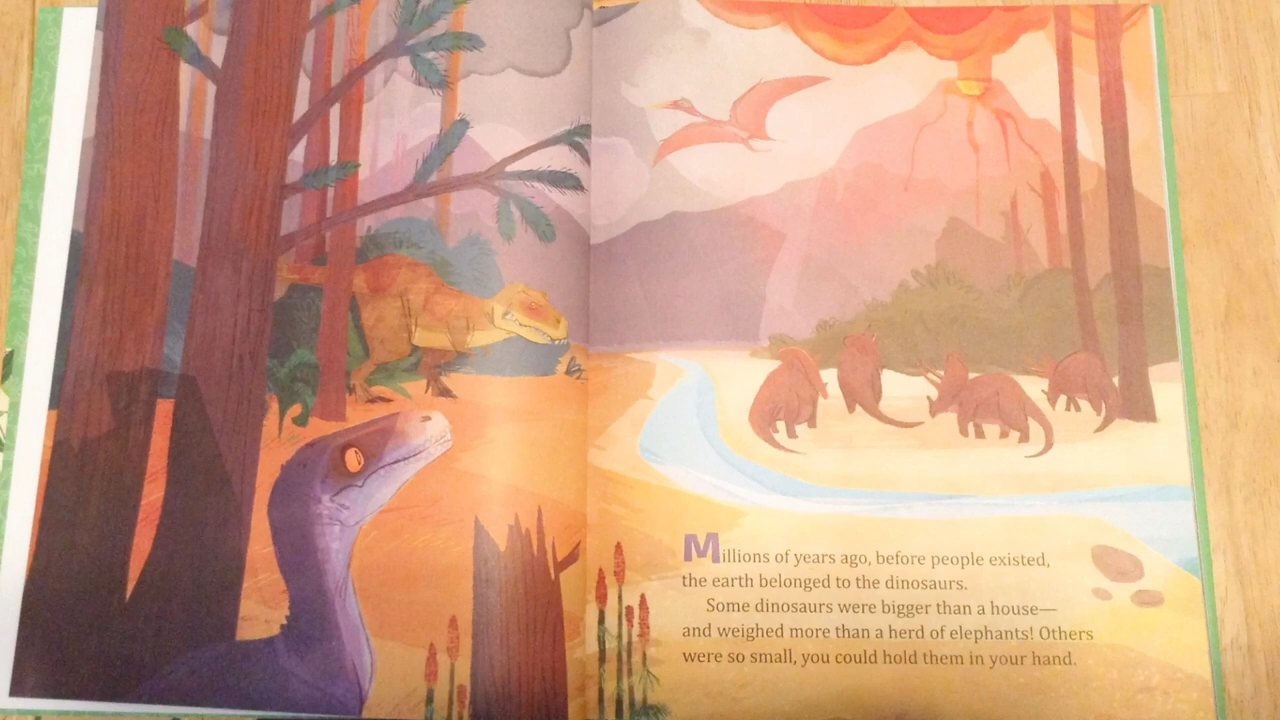 Millions of years ago, before people existed,
the earth belonged to the dinosaurs.
Some dinosaurs were bigger than a house—
and weighed more than a herd of elephants! Others
were so small, you could hold them in your hand.